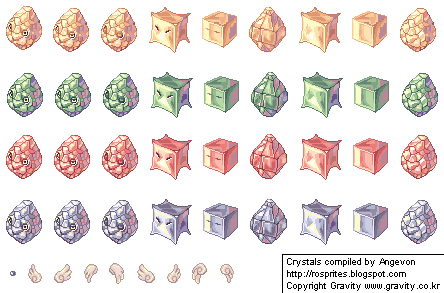 Crystals compiled by Angevon
http://rosprites.blogspot.com
Copyright Gravity www.gravity.co.kr